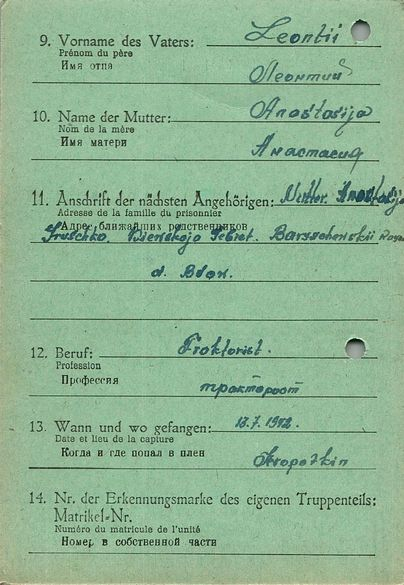 9. Vorname des Vaters: Leontii
Prénom du père
Имя отца
Леонтий
10. Name der Mutter: Anastasija
Nom de la mère
Имя матери
Анастасия
11. Anschrift der nächsten Angehörigen: Mutter. Anastasija
Adresse de la famille du prisonnier
Адрес ближайших родственников
Gebiet.
d.
12. Beruf: Traktorist.
Profession
Профессия
тракторост
13. Wann und wo gefangen: 13.7.1942.
Date et lieu de la capture
Когда и где попал в плен
Kropotkin
14. Nr. der Erkennungsmarke des eigenen Truppenteils:
Matrikel-Nr.
Numéro du matricule de l'unité
Номер в собственной части